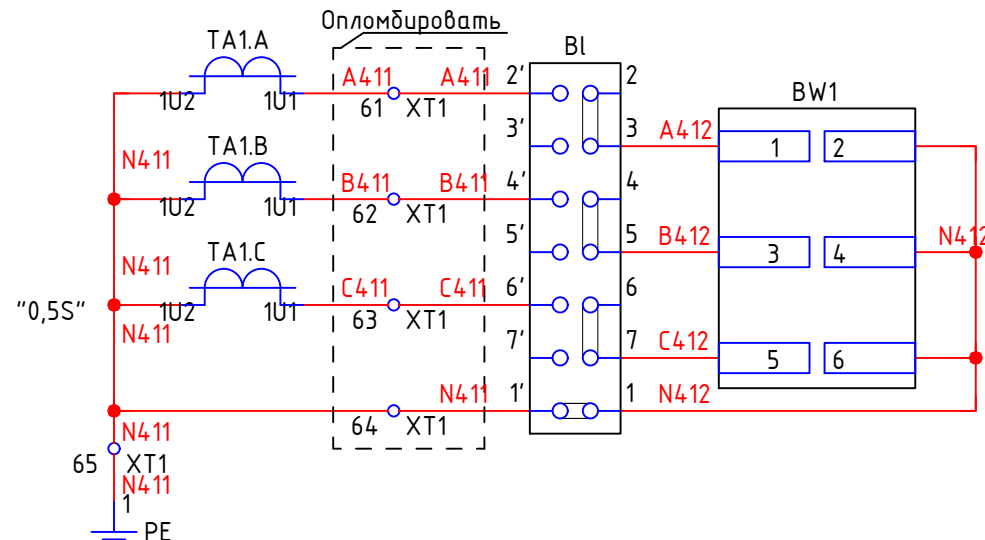 Опломбировать
TA1.A
Bl
A411
A411
2'
2
BW1
1U2
1U1
61
XT1
3'
3
A412
1
2
N411
TA1.B
B411
B411
4'
4
1U2
1U1
62
XT1
5'
5
B412
3
4
N412
N411
TA1.C
C411
C411
6'
6
"0,5S"
1U2
1U1
63
XT1
N411
7'
7
C412
5
6
N411
1'
1
N412
64
XT1
N411
65
XT1
N411
1
PE